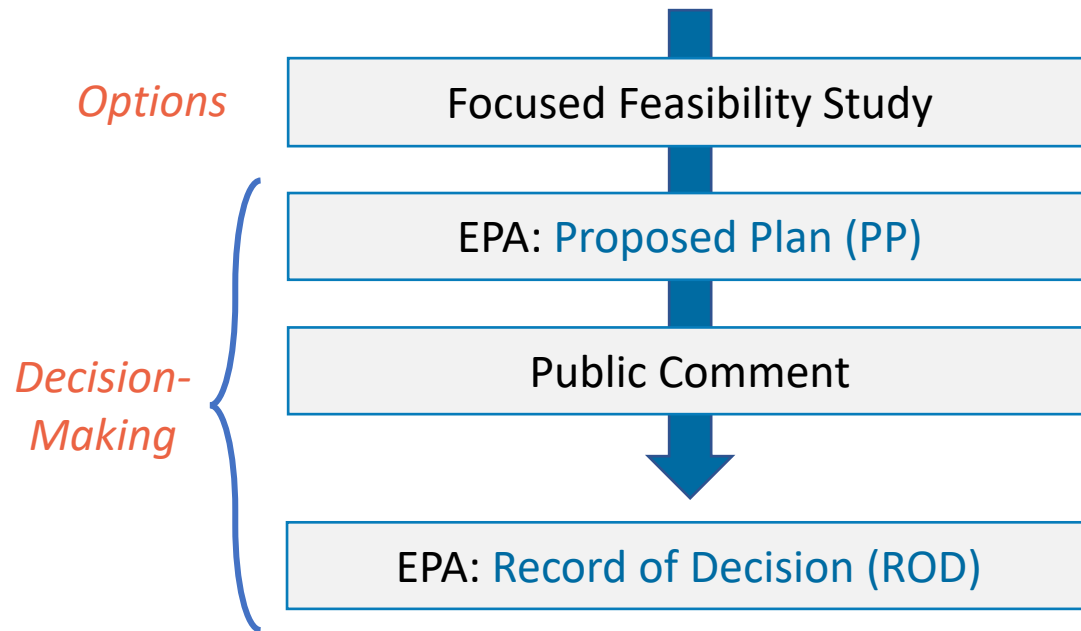 Options
Focused Feasibility Study
EPA: Proposed Plan (PP)
Public Comment
Decision-
Making
EPA: Record of Decision (ROD)